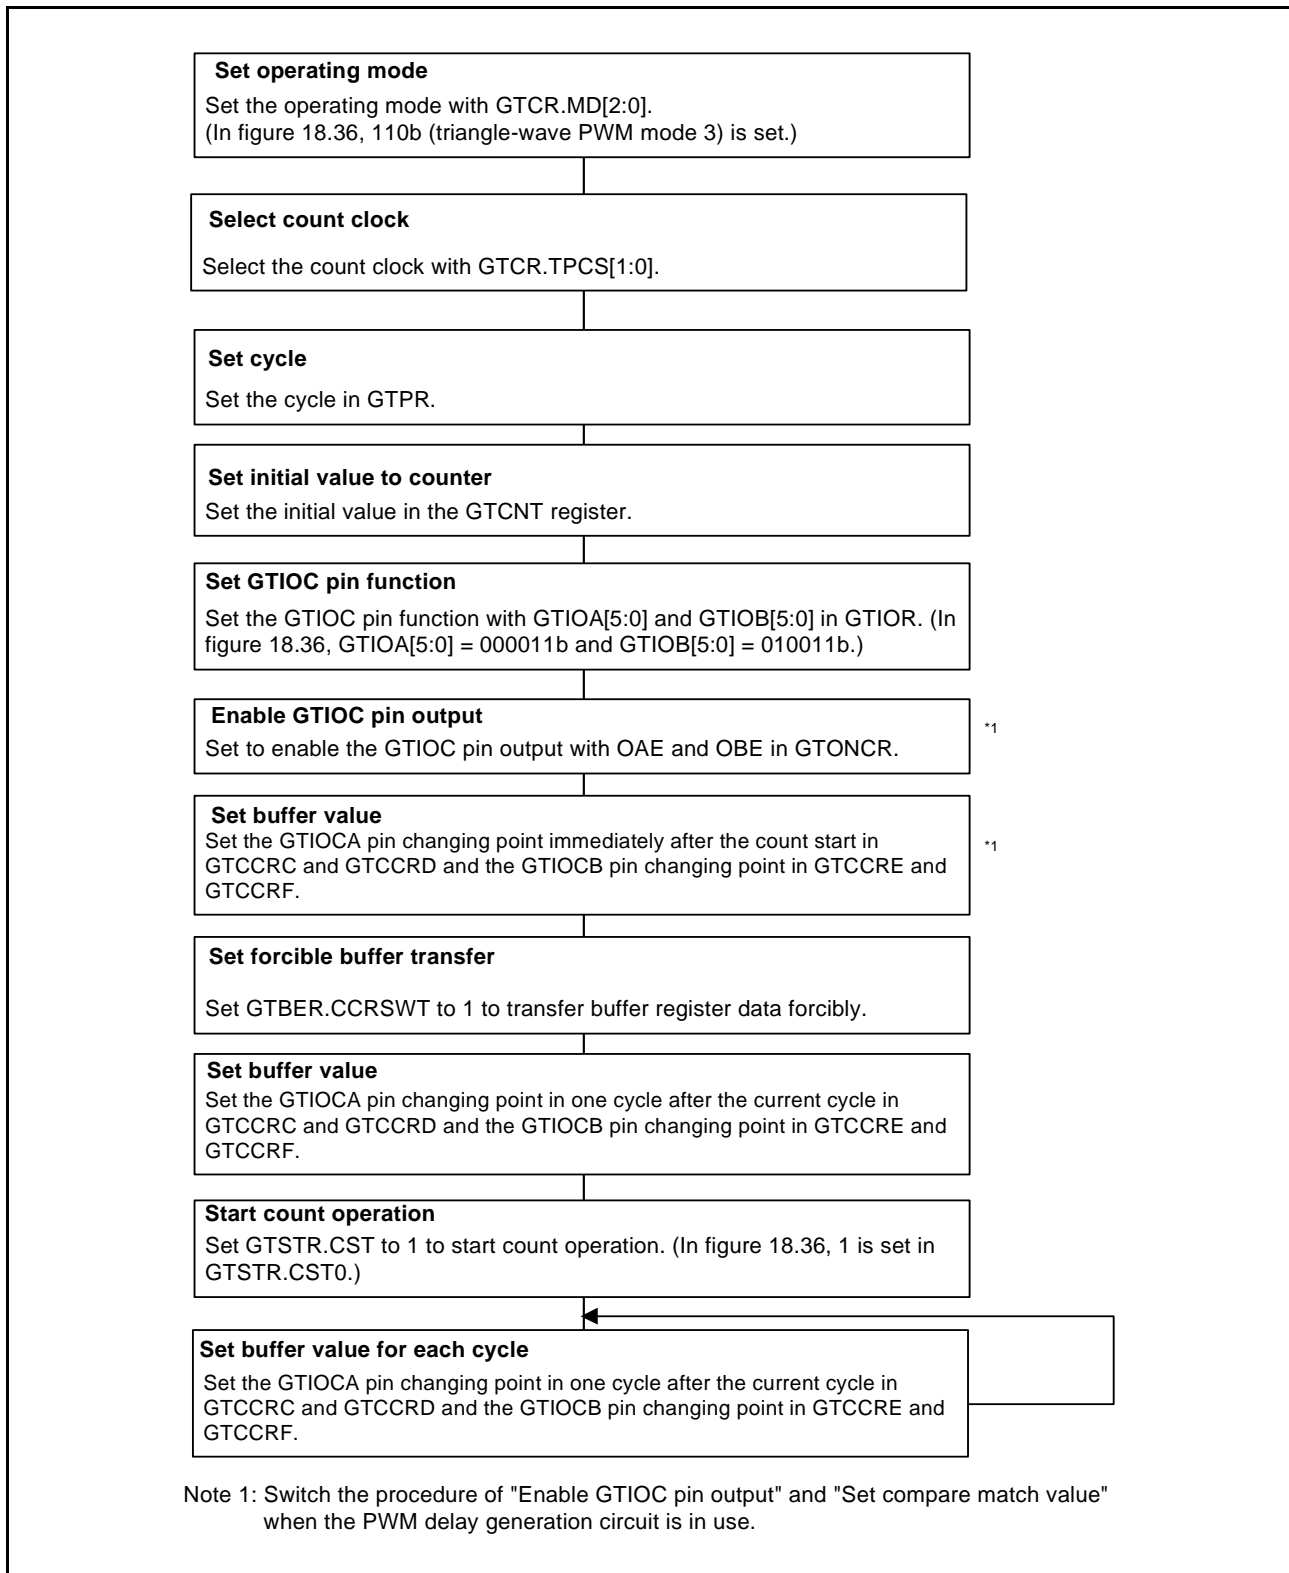 Set operating mode
Set the operating mode with GTCR.MD[2:0].
(In figure 18.36, 110b (triangle-wave PWM mode 3) is set.)
Select count clock
Select the count clock with GTCR.TPCS[1:0].
Set cycle
Set the cycle in GTPR.
Set initial value to counter
Set the initial value in the GTCNT register.
Set GTIOC pin function
Set the GTIOC pin function with GTIOA[5:0] and GTIOB[5:0] in GTIOR. (In
figure 18.36, GTIOA[5:0] = 000011b and GTIOB[5:0] = 010011b.)
Enable GTIOC pin output
Set to enable the GTIOC pin output with OAE and OBE in GTONCR.
*1
Set buffer value
Set the GTIOCA pin changing point immediately after the count start in
GTCCRC and GTCCRD and the GTIOCB pin changing point in GTCCRE and
GTCCRF.
*1
Set forcible buffer transfer
Set GTBER.CCRSWT to 1 to transfer buffer register data forcibly.
Set buffer value
Set the GTIOCA pin changing point in one cycle after the current cycle in
GTCCRC and GTCCRD and the GTIOCB pin changing point in GTCCRE and
GTCCRF.
Start count operation
Set GTSTR.CST to 1 to start count operation. (In figure 18.36, 1 is set in
GTSTR.CST0.)
Set buffer value for each cycle
Set the GTIOCA pin changing point in one cycle after the current cycle in
GTCCRC and GTCCRD and the GTIOCB pin changing point in GTCCRE and
GTCCRF.
Note 1: Switch the procedure of "Enable GTIOC pin output" and "Set compare match value"
when the PWM delay generation circuit is in use.